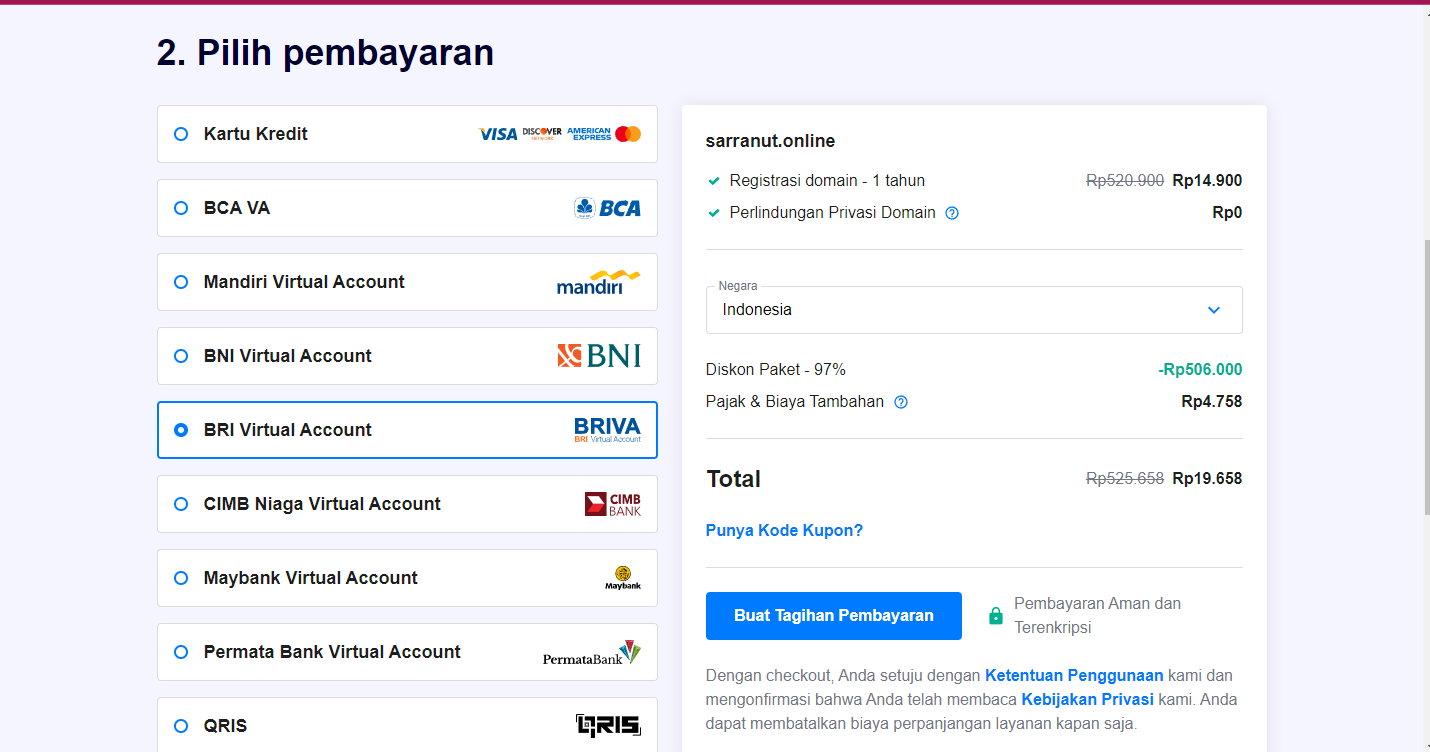 2. Pilih pembayaran
Kartu Kredit
VISA DISCOVER AMERICAN EXPRESS
BCA VA
BCA
Mandiri Virtual Account
mandiri
BNI Virtual Account
BNI
BRI Virtual Account
BRIVA
BRI Virtual Account
CIMB Niaga Virtual Account
CIMB
BANK
Maybank Virtual Account
Maybank
Permata Bank Virtual Account
PermataBank
QRIS
QRIS
sarranut.online
Registrasi domain - 1 tahun Rp520.900 Rp14.900
Perlindungan Privasi Domain Rp0
Negara
Indonesia
Diskon Paket - 97% -Rp506.000
Pajak & Biaya Tambahan Rp4.758
Total Rp525.658 Rp19.658
Punya Kode Kupon?
Buat Tagihan Pembayaran
Pembayaran Aman dan
Terenkripsi
Dengan checkout, Anda setuju dengan Ketentuan Penggunaan kami dan
mengonfirmasi bahwa Anda telah membaca Kebijakan Privasi kami. Anda
dapat membatalkan biaya perpanjangan layanan kapan saja.